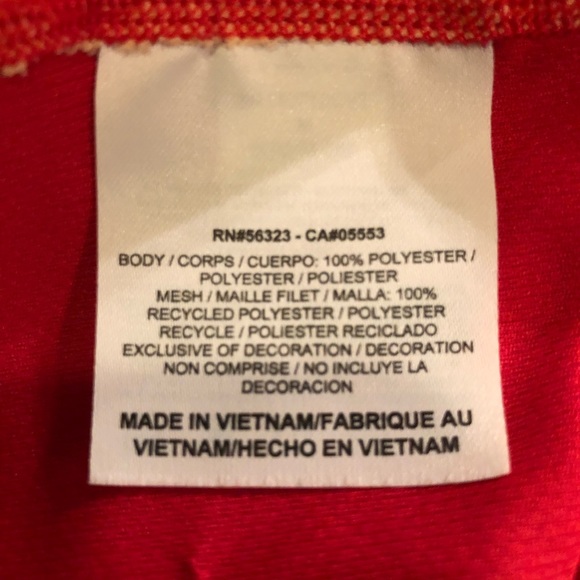 RN#56323 - CA#05553
BODY / CORPS / CUERPO: 100% POLYESTER /
POLYESTER / POLIESTER
MESH / MAILLE FILET / MALLA: 100%
RECYCLED POLYESTER / POLYESTER
RECYCLE / POLIESTER RECICLADO
EXCLUSIVE OF DECORATION / DECORATION
NON COMPRISE / NO INCLUYE LA
DECORACION
MADE IN VIETNAM/FABRIQUE AU
VIETNAM/HECHO EN VIETNAM